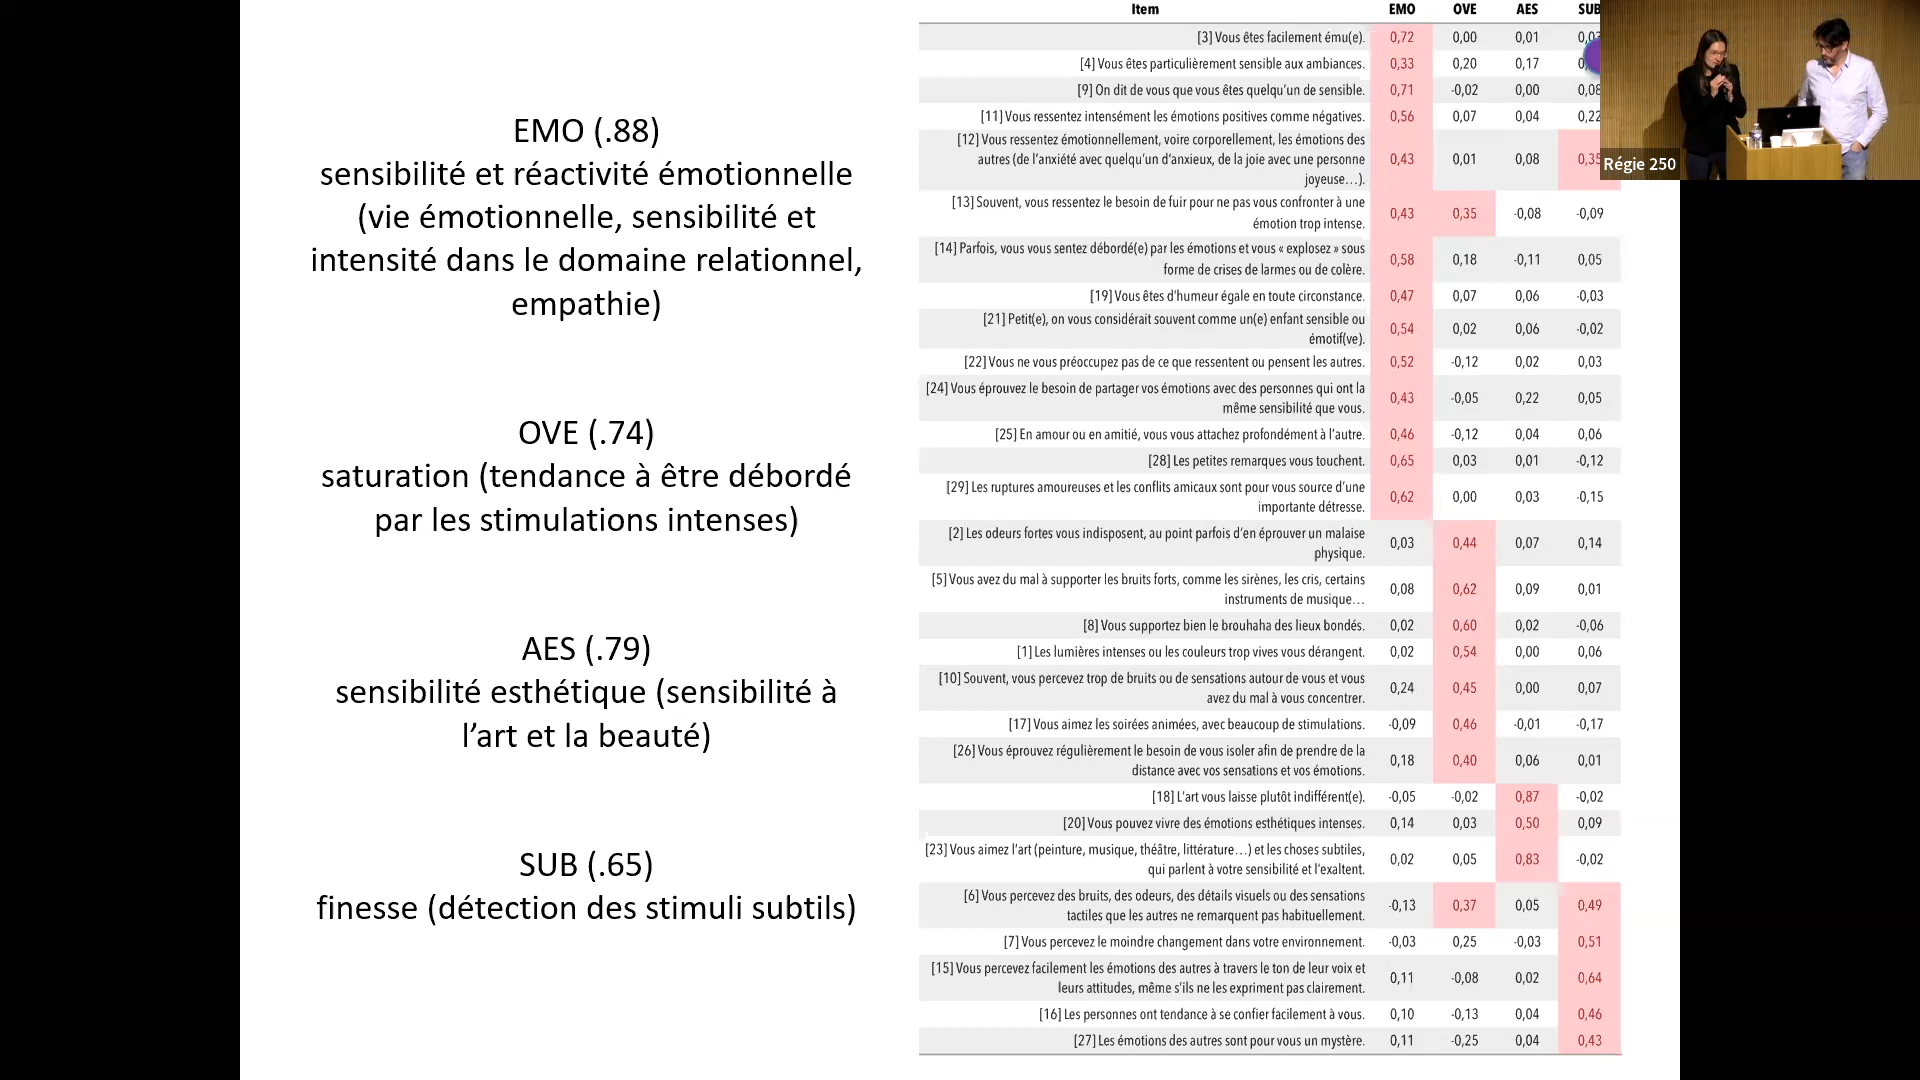 EMO (.88)
sensibilité et réactivité émotionnelle
(vie émotionnelle, sensibilité et
intensité dans le domaine relationnel,
empathie)
OVE (.74)
saturation (tendance à être débordé
par les stimulations intenses)
AES (.79)
sensibilité esthétique (sensibilité à
l'art et la beauté)
SUB (.65)
finesse (détection des stimuli subtils)
Item EMO OVE AES SUB
[3] Vous êtes facilement ému(e). 0,72 0,00 0,01
[4] Vous êtes particulièrement sensible aux ambiances. 0,33 0,20 0,17
[9] On dit de vous que vous êtes quelqu'un de sensible. 0,71 -0,02 0,00 0,08
[11] Vous ressentez intensément les émotions positives comme négatives. 0,56 0,07 0,04 0,22
[12] Vous ressentez émotionnellement, voire corporellement, les émotions des
autres (de l'anxiété avec quelqu'un d'anxieux, de la joie avec une personne 0,43 0,01 0,08 0,35
joyeuse…).
[13] Souvent, vous ressentez le besoin de fuir pour ne pas vous confronter à une
émotion trop intense. 0,43 0,35 -0,08 -0,09
[14] Parfois, vous vous sentez débordé(e) par les émotions et vous « explosez » sous
forme de crises de larmes ou de colère. 0,58 0,18 -0,11 0,05
[19] Vous êtes d'humeur égale en toute circonstance. 0,47 0,07 0,06 -0,03
[21] Petit(e), on vous considérait souvent comme un(e) enfant sensible ou
émotif(ve). 0,54 0,02 0,06 -0,02
[22] Vous ne vous préoccupez pas de ce que ressentent ou pensent les autres. 0,52 -0,12 0,02 0,03
[24] Vous éprouvez le besoin de partager vos émotions avec des personnes qui ont la
même sensibilité que vous. 0,43 -0,05 0,22 0,05
[25] En amour ou en amitié, vous vous attachez profondément à l'autre. 0,46 -0,12 0,04 0,06
[28] Les petites remarques vous touchent. 0,65 0,03 0,01 -0,12
[29] Les ruptures amoureuses et les conflits amicaux sont pour vous source d'une
importante détresse. 0,62 0,00 0,03 -0,15
[2] Les odeurs fortes vous indisposent, au point parfois d'en éprouver un malaise
physique. 0,03 0,44 0,07 0,14
[5] Vous avez du mal à supporter les bruits forts, comme les sirènes, les cris, certains
instruments de musique… 0,08 0,62 0,09 0,01
[8] Vous supportez bien le brouhaha des lieux bondés. 0,02 0,60 0,02 -0,06
[1] Les lumières intenses ou les couleurs trop vives vous dérangent. 0,02 0,54 0,00 0,06
[10] Souvent, vous percevez trop de bruits ou de sensations autour de vous et vous
avez du mal à vous concentrer. 0,24 0,45 0,00 0,07
[17] Vous aimez les soirées animées, avec beaucoup de stimulations. -0,09 0,46 -0,01 -0,17
[26] Vous éprouvez régulièrement le besoin de vous isoler afin de prendre de la
distance avec vos sensations et vos émotions. 0,18 0,40 0,06 0,01
[18] L'art vous laisse plutôt indifférent(e). -0,05 -0,02 0,87 -0,02
[20] Vous pouvez vivre des émotions esthétiques intenses. 0,14 0,03 0,50 0,09
[23] Vous aimez l'art (peinture, musique, théâtre, littérature…) et les choses subtiles,
qui parlent à votre sensibilité et l'exaltent. 0,02 0,05 0,83 -0,02
[6] Vous percevez des bruits, des odeurs, des détails visuels ou des sensations
tactiles que les autres ne remarquent pas habituellement. -0,13 0,37 0,05 0,49
[7] Vous percevez le moindre changement dans votre environnement. -0,03 0,25 -0,03 0,51
[15] Vous percevez facilement les émotions des autres à travers le ton de leur voix et
leurs attitudes, même s'ils ne les expriment pas clairement. 0,11 -0,08 0,02 0,64
[16] Les personnes ont tendance à se confier facilement à vous. 0,10 -0,13 0,04 0,46
[27] Les émotions des autres sont pour vous un mystère. 0,11 -0,25 0,04 0,43
Régie 250